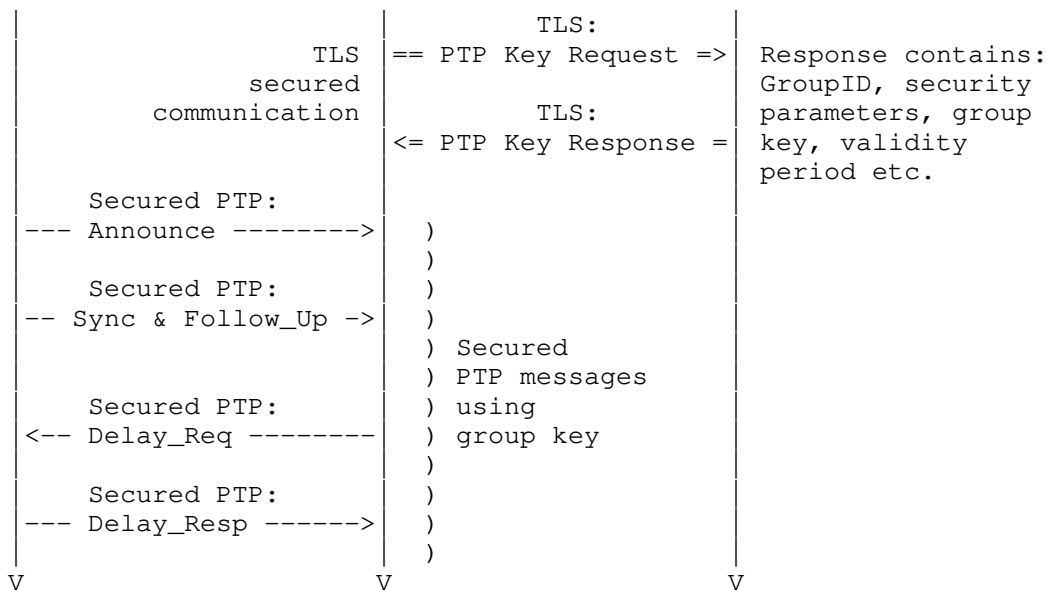 |                         |         TLS:          |
|                     TLS |== PTP Key Request => | Response contains:
|                 secured |                       | GroupID, security
|           communication |         TLS:          | parameters, group
|                         |<= PTP Key Response = | key, validity
|                         |                       | period etc.
|    Secured PTP:         |                       |
|--- Announce -------->|  )                    |
|                         |  )                    |
|    Secured PTP:         |  )                    |
|-- Sync & Follow_Up ->|  )                    |
|                         |  ) Secured            |
|                         |  ) PTP messages       |
|    Secured PTP:         |  ) using              |
|<-- Delay_Req --------|  ) group key          |
|                         |  )                    |
|    Secured PTP:         |  )                    |
|--- Delay_Resp ------>|  )                    |
|                         |  )                    |
V                         V                       V